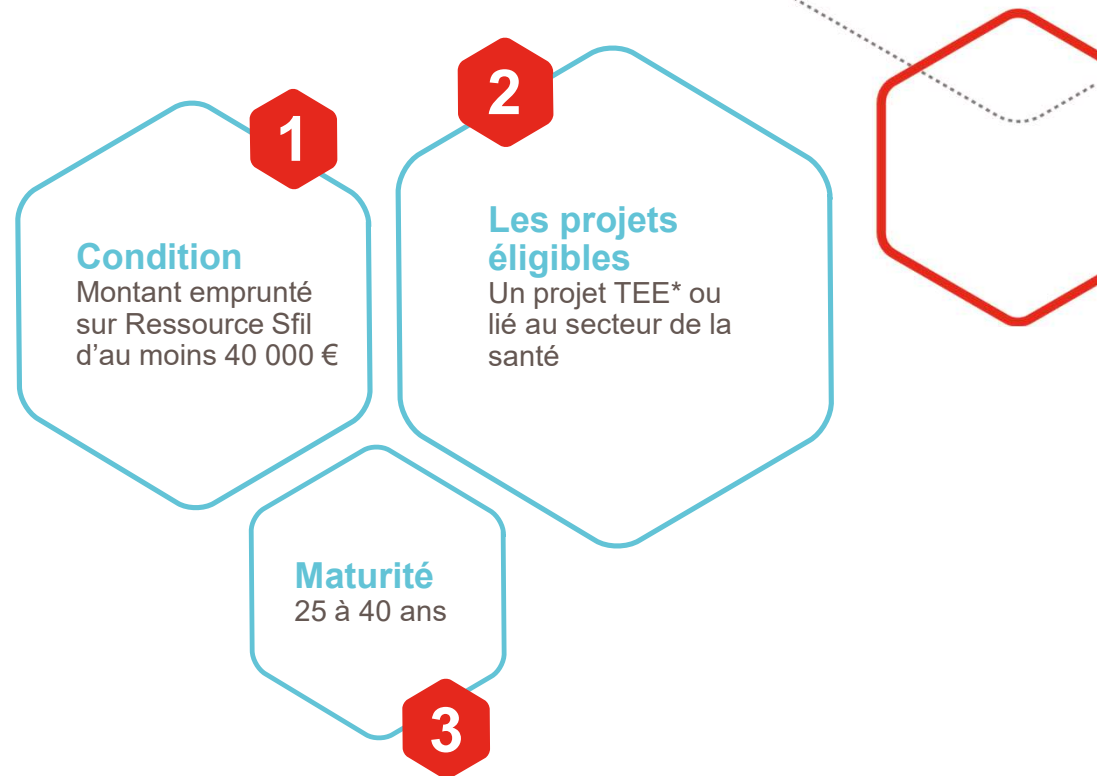 1
Condition
Montant emprunté
sur Ressource Sfil
d’au moins 40 000 €
2
Les projets
éligibles
Un projet TEE* ou
lié au secteur de la
santé
Maturité
25 à 40 ans
3